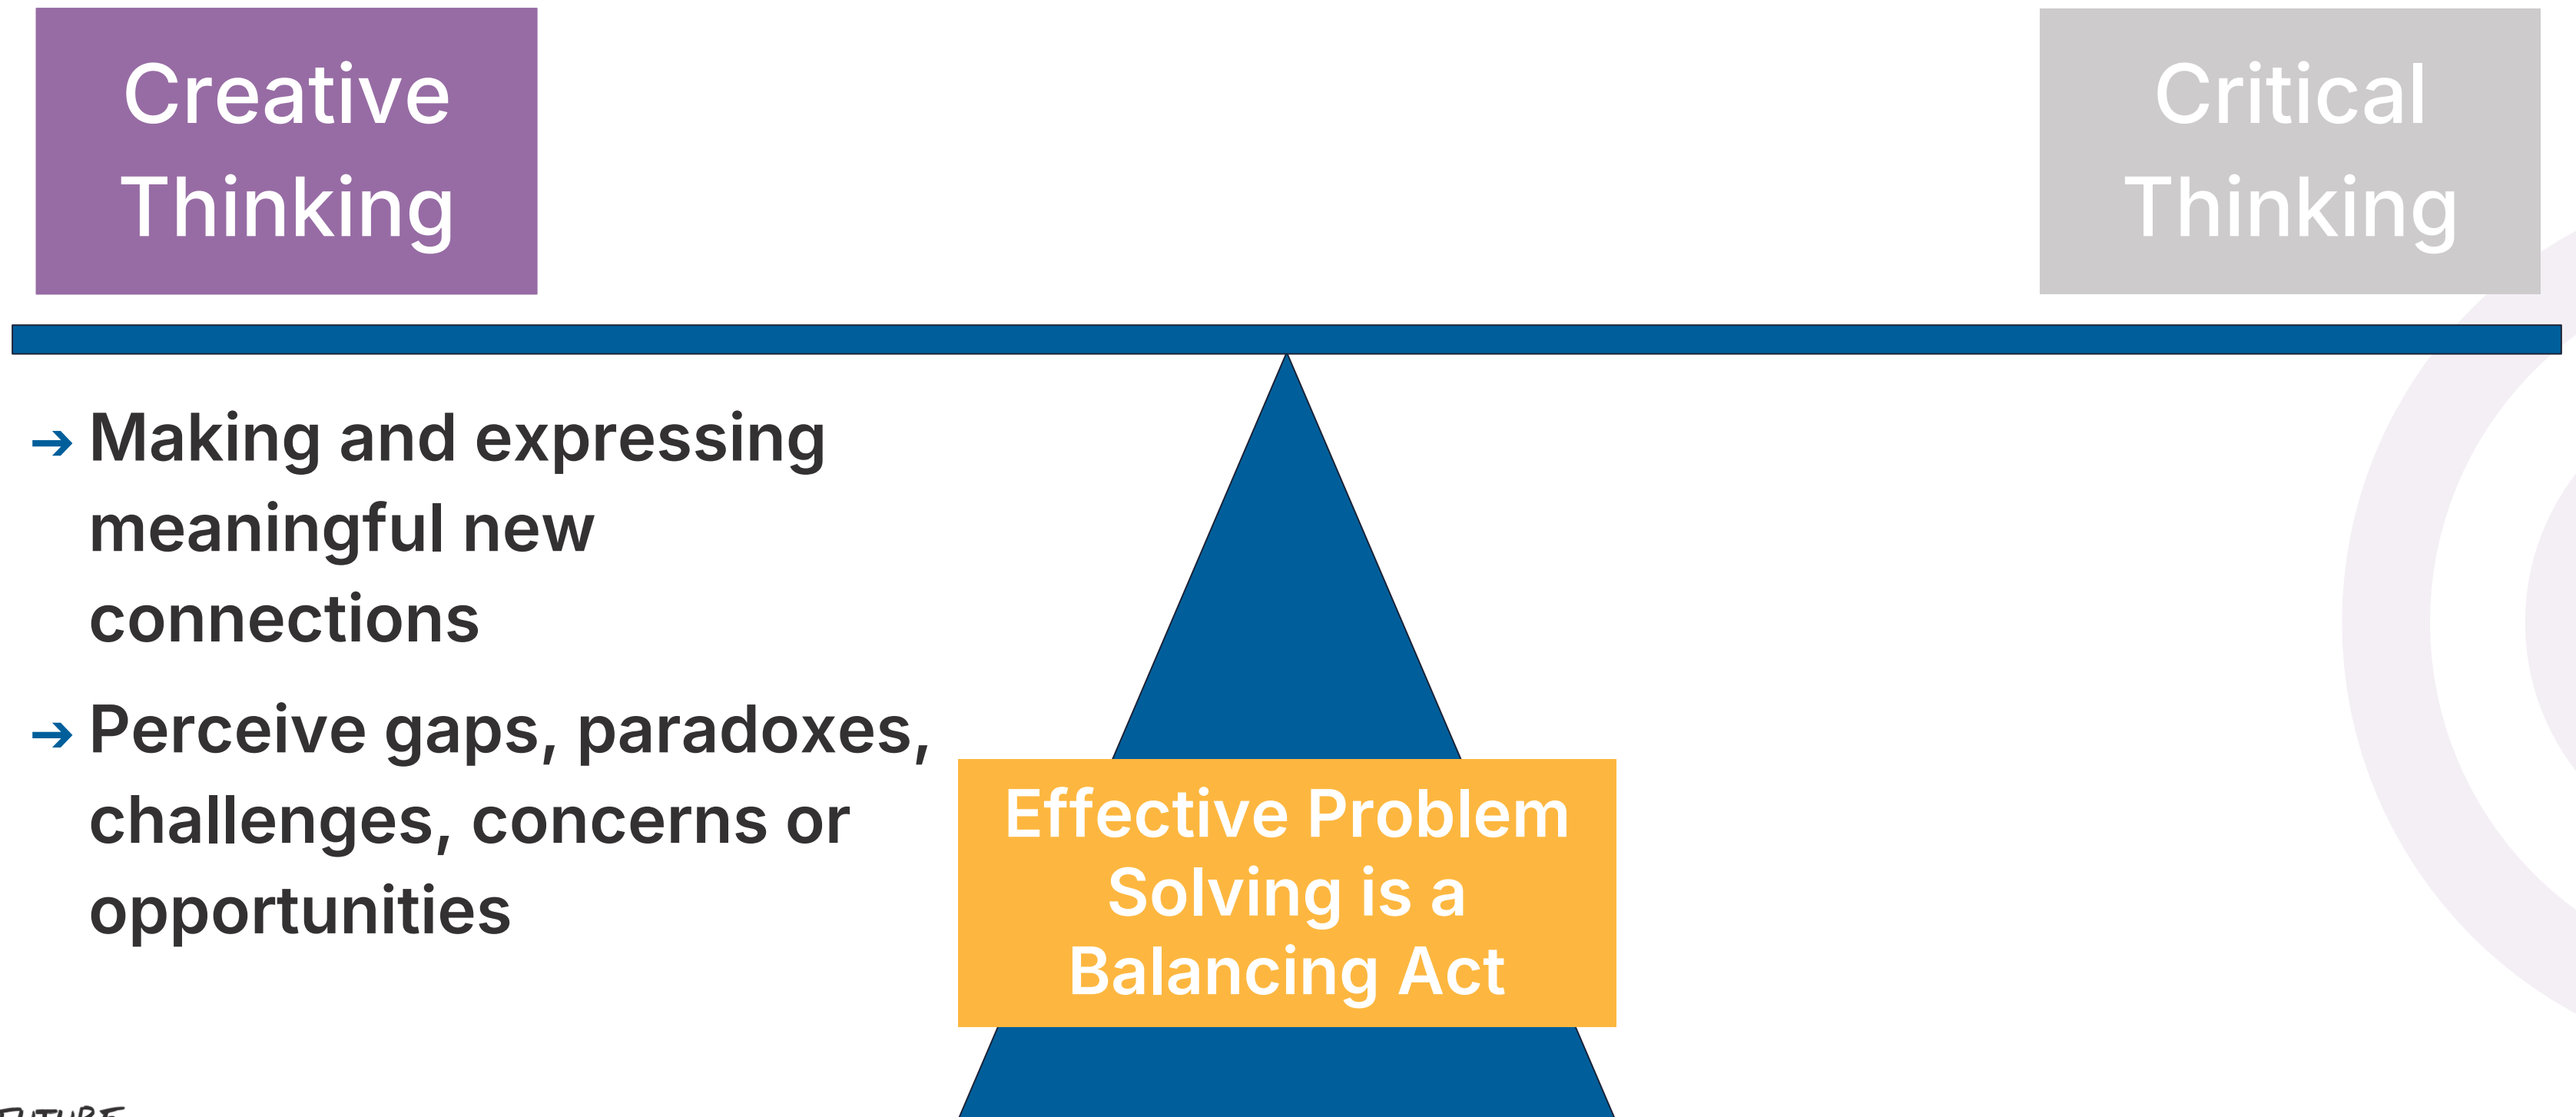 Creative
Thinking
Critical
Thinking
→ Making and expressing
meaningful new
connections
→ Perceive gaps, paradoxes,
challenges, concerns or
opportunities
Effective Problem
Solving is a
Balancing Act
FUTURE